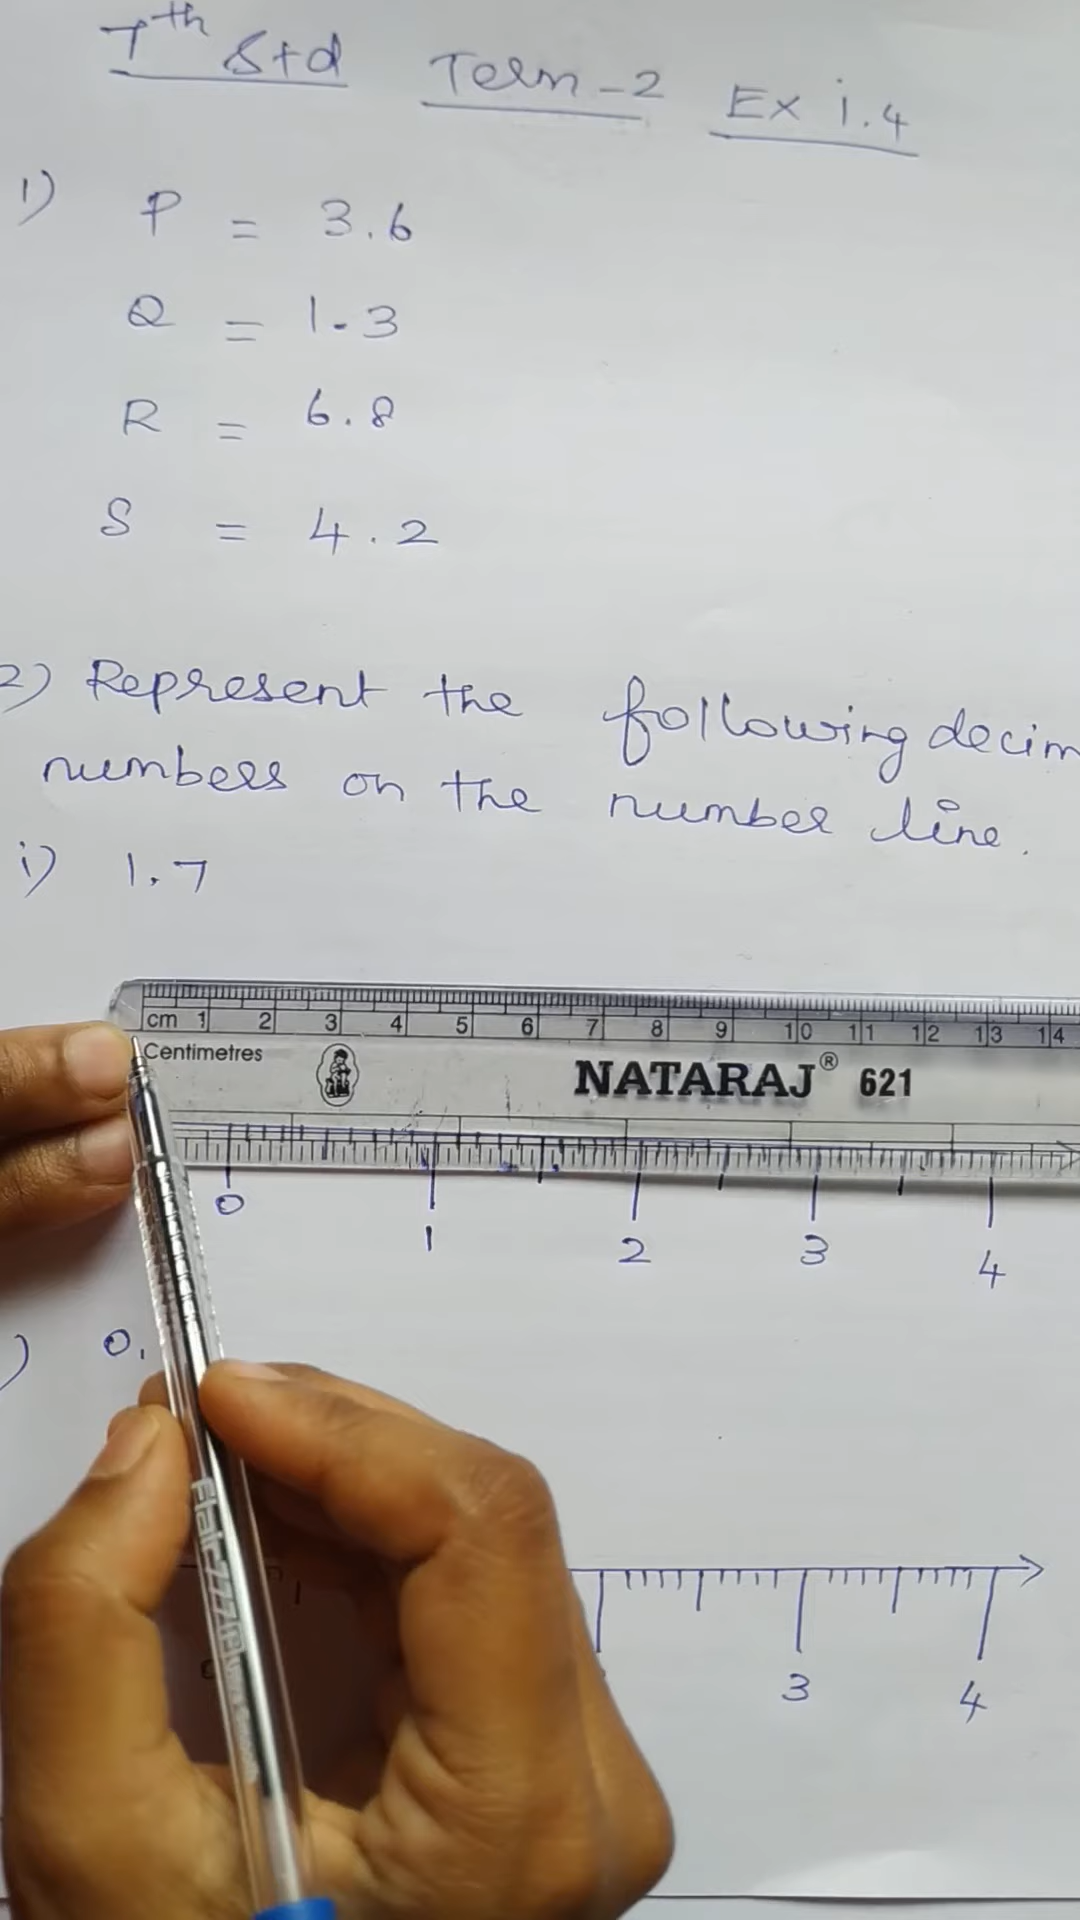 7th Std Term-2 Ex 1.4
1) P = 3.6
Q = 1.3
R = 6.8
S = 4.2
2) Represent the following decim
numbers on the number line.
i) 1.7
cm 1 2 3 4 5 6 7 8 9 10 11 12 13 14
Centimetres NATARAJ® 621
0 1 2 3 4
) 0.
3 4